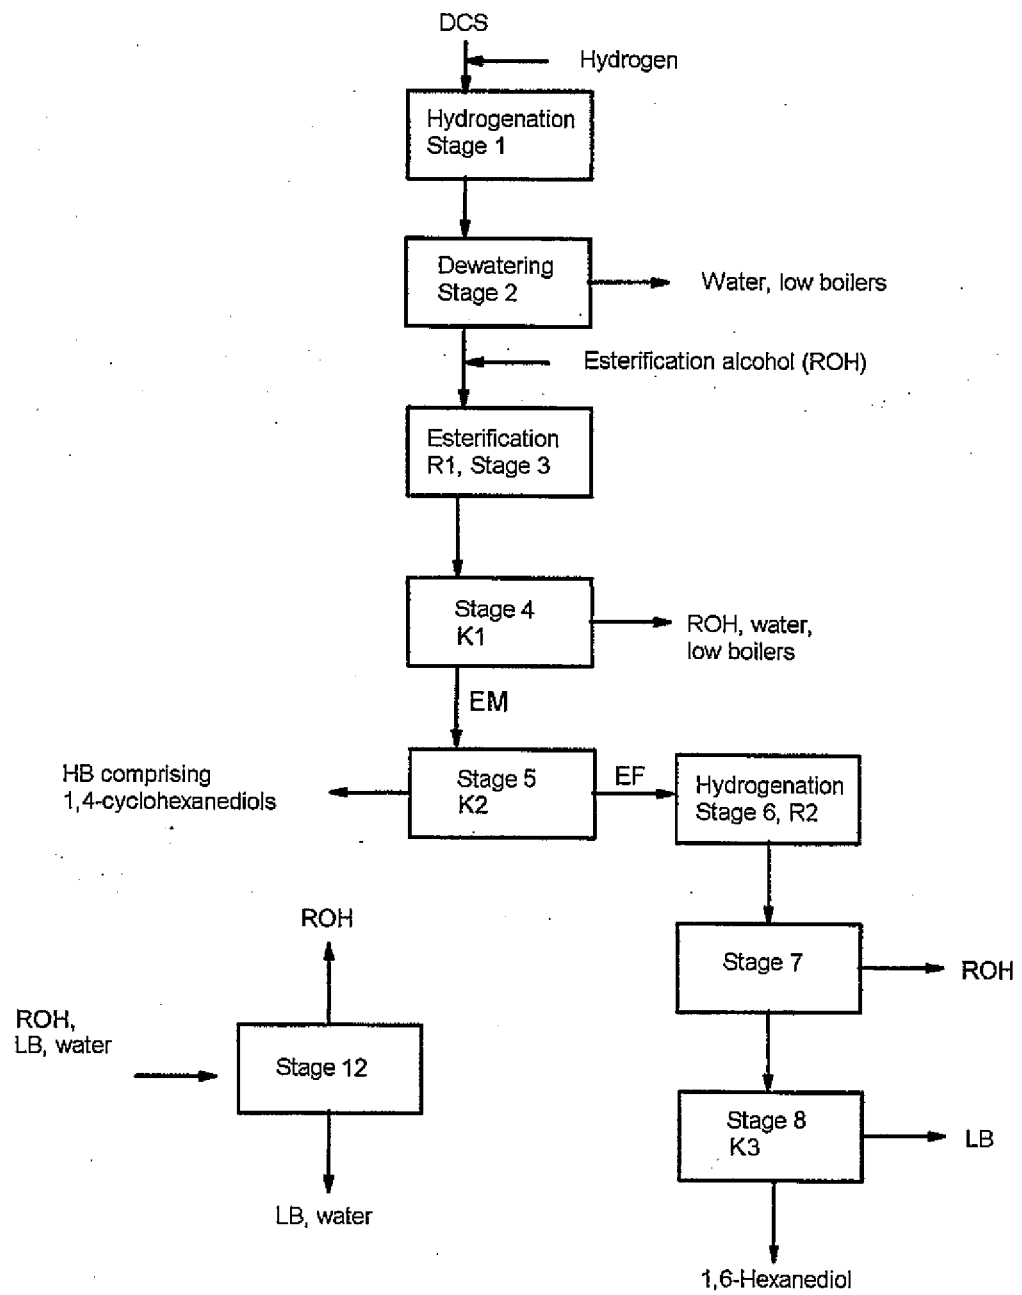 DCS
Hydrogen
Hydrogenation
Stage 1
Dewatering
Stage 2
Water, low boilers
Esterification alcohol (ROH)
Esterification
R1, Stage 3
Stage 4
K1
ROH, water,
low boilers
EM
HB comprising
1,4-cyclohexanediols
Stage 5
K2
EF
Hydrogenation
Stage 6, R2
Stage 7
ROH
ROH
ROH,
LB, water
Stage 12
LB, water
Stage 8
K3
LB
1,6-Hexanediol